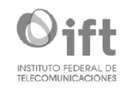 ift
INSTITUTO FEDERAL DE
TELECOMUNICACIONES